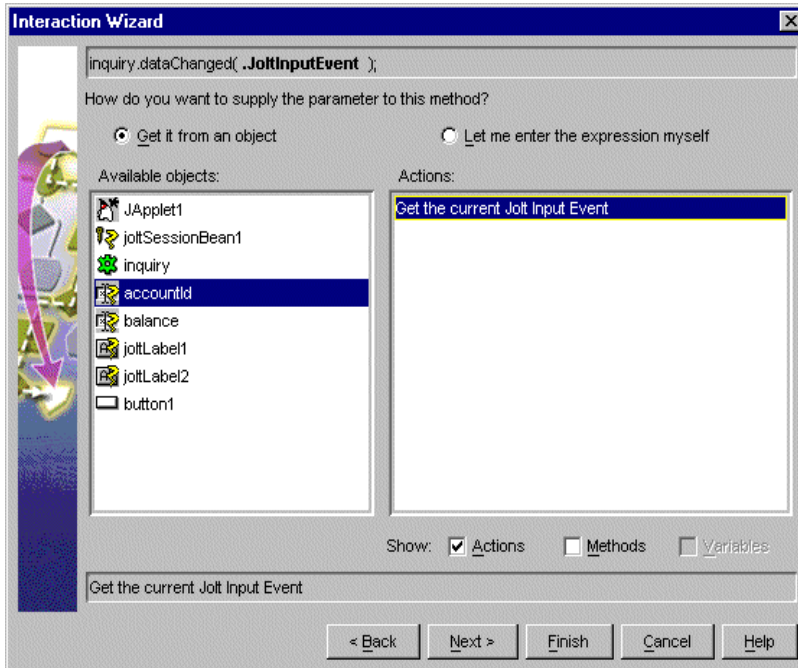 Interaction Wizard
inquiry.dataChanged( .JoltInputEvent );
How do you want to supply the parameter to this method?
Get it from an object
Let me enter the expression myself
Available objects:
Actions:
JApplet1
joltSessionBean1
inquiry
accountId
balance
joltLabel1
joltLabel2
button1
Get the current Jolt Input Event
Show: Actions Methods Variables
Get the current Jolt Input Event
< Back Next > Finish Cancel Help